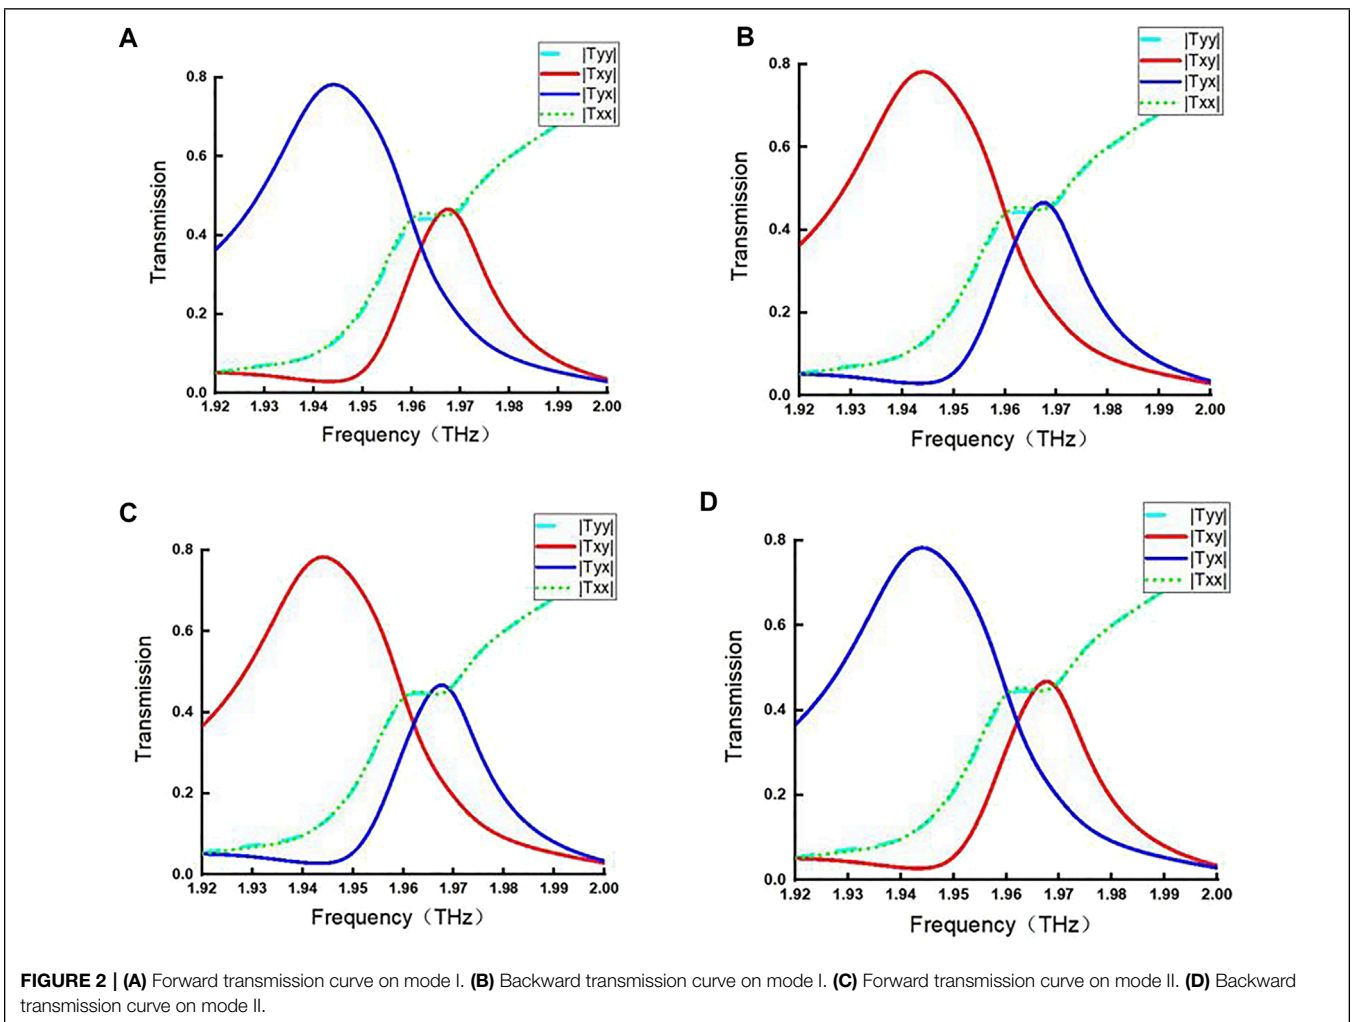 A
|Tyy|
|Txy|
|Tyx|
|Txx|
0.8
0.6
0.4
0.2
0.0
Transmission
1.92 1.93 1.94 1.95 1.96 1.97 1.98 1.99 2.00
Frequency（THz）
B
|Tyy|
|Txy|
|Tyx|
|Txx|
0.8
0.6
0.4
0.2
0.0
Transmission
1.92 1.93 1.94 1.95 1.96 1.97 1.98 1.99 2.00
Frequency（THz）
C
|Tyy|
|Txy|
|Tyx|
|Txx|
0.8
0.6
0.4
0.2
0.0
Transmission
1.92 1.93 1.94 1.95 1.96 1.97 1.98 1.99 2.00
Frequency（THz）
D
|Tyy|
|Txy|
|Tyx|
|Txx|
0.8
0.6
0.4
0.2
0.0
Transmission
1.92 1.93 1.94 1.95 1.96 1.97 1.98 1.99 2.00
Frequency（THz）
FIGURE 2 | (A) Forward transmission curve on mode I. (B) Backward transmission curve on mode I. (C) Forward transmission curve on mode II. (D) Backward
transmission curve on mode II.